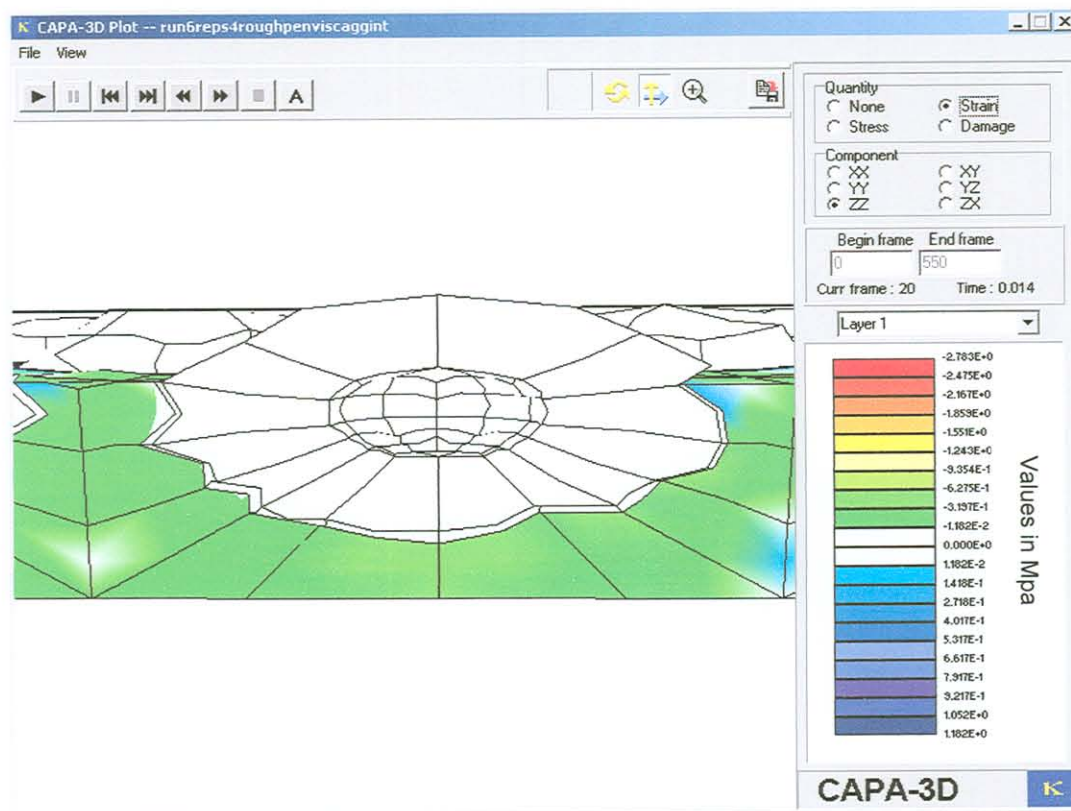 CAPA-3D Plot -- run6reps4roughpenviscaggint
File View
A
Quantity
None Strain
Stress Damage
Component
XX XY
YY YZ
ZZ ZX
Begin frame End frame
0 550
Curr frame : 20 Time : 0.014
Layer 1
-2.783E+0
-2.475E+0
-2.167E+0
-1.859E+0
-1.551E+0
-1.243E+0
-9.354E-1
-6.275E-1
-3.197E-1
-1.182E-2
0.000E+0
1.182E-2
1.418E-1
2.718E-1
4.017E-1
5.317E-1
6.617E-1
7.917E-1
9.217E-1
1.052E+0
1.182E+0
Values in Mpa
CAPA-3D K